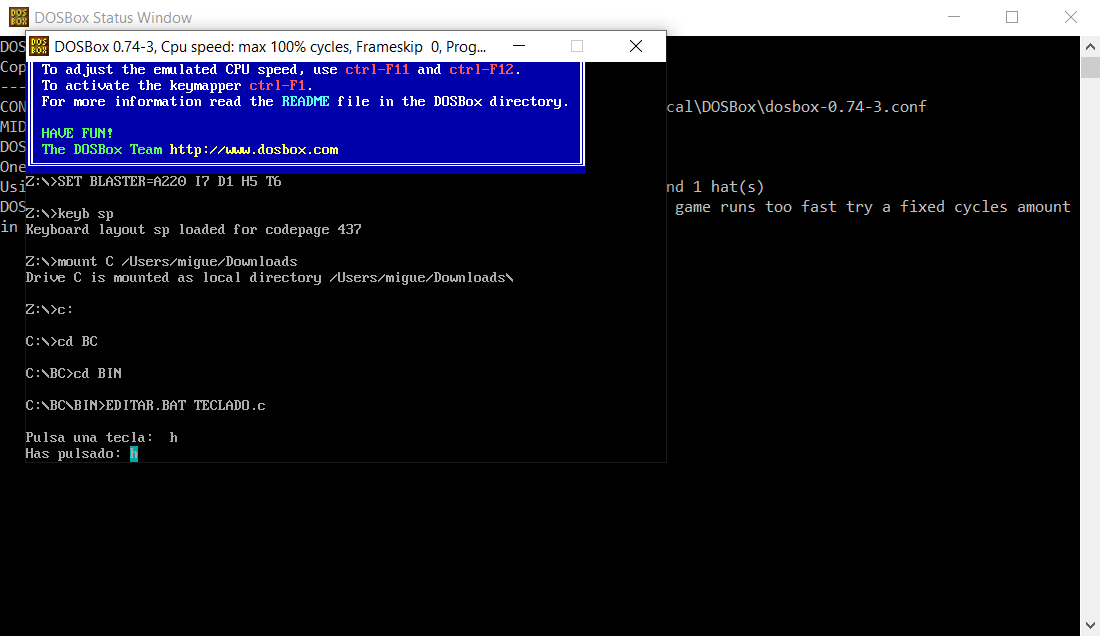 DOSBox Status Window
DOSBox 0.74-3, Cpu speed: max 100% cycles, Frameskip 0, Prog...
DOS
Cop
---
CON
cal\DOSBox\dosbox-0.74-3.conf
MID
DOS
One
Usi
nd 1 hat(s)
DOS
game runs too fast try a fixed cycles amount
in
To adjust the emulated CPU speed, use ctrl-F11 and ctrl-F12.
To activate the keymapper ctrl-F1.
For more information read the README file in the DOSBox directory.
HAVE FUN!
The DOSBox Team http://www.dosbox.com
Z:\>SET BLASTER=A220 I7 D1 H5 T6
Z:\>keyb sp
Keyboard layout sp loaded for codepage 437
Z:\>mount C /Users/migue/Downloads
Drive C is mounted as local directory /Users/migue/Downloads\
Z:\>c:
C:\>cd BC
C:\BC>cd BIN
C:\BC\BIN>EDITAR.BAT TECLADO.c
Pulsa una tecla: h
Has pulsado: h